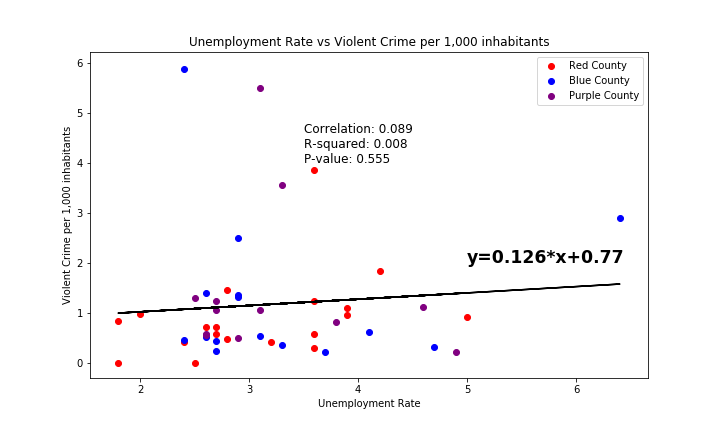 Unemployment Rate vs Violent Crime per 1,000 inhabitants
Red County
Blue County
Purple County
Correlation: 0.089
R-squared: 0.008
P-value: 0.555
y=0.126*x+0.77
Violent Crime per 1,000 inhabitants
6
5
4
3
2
1
0
2
3
4
5
6
Unemployment Rate